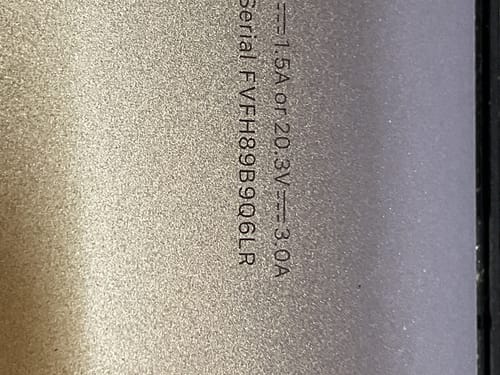 ⎓1.5A or 20.3V⎓3.0A
Serial FVFH89B9Q6LR